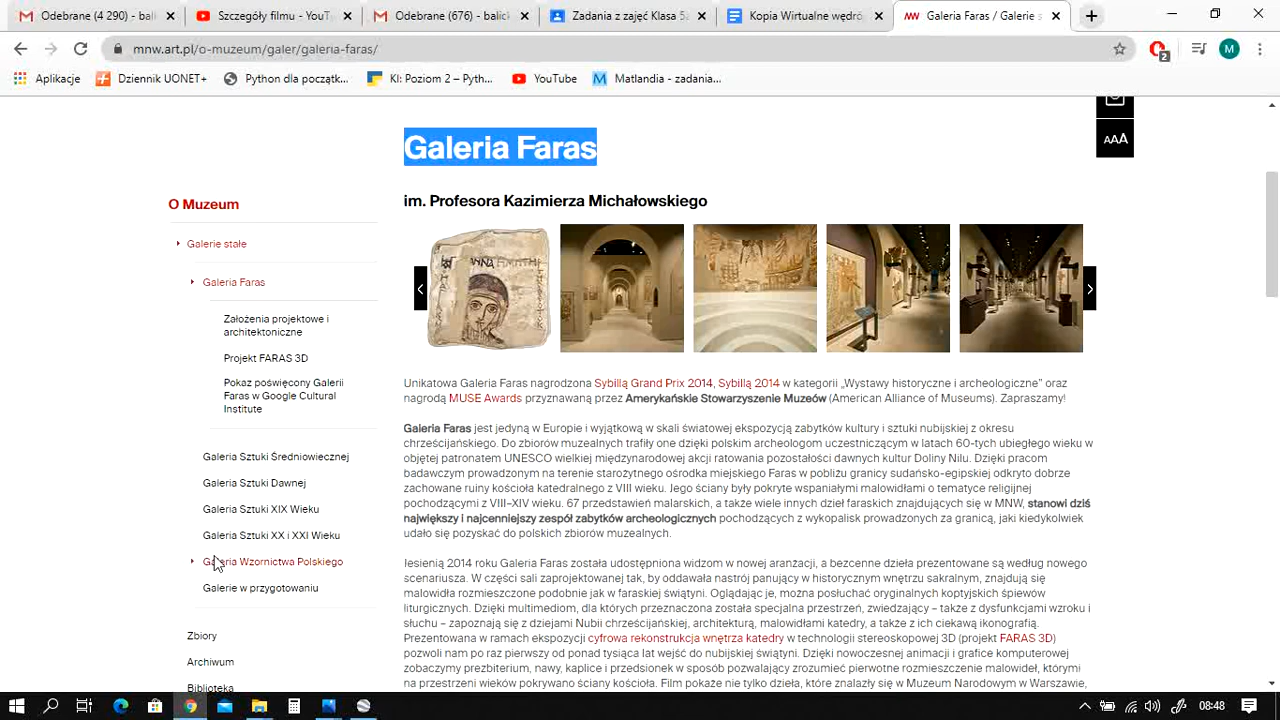 Odebrane (4 290) - bali
Szczegóły filmu - YouT
Odebrane (676) - balick
Zadania z zajęć Klasa 5
Kopia Wirtualne wędró
Galeria Faras / Galerie s
mnw.art.pl/o-muzeum/galer/galeria-faras/
2
M
Aplikacje
Dziennik UONET+
Python dla początk...
KI: Poziom 2 – Pyth...
YouTube
Matlandia - zadania...
AAA
Galeria Faras
im. Profesora Kazimierza Michałowskiego
O Muzeum
Galerie stałe
Galeria Faras
Założenia projektowe i
architektoniczne
Projekt FARAS 3D
Pokaz poświęcony Galerii
Faras w Google Cultural
Institute
Galeria Sztuki Średniowiecznej
Galeria Sztuki Dawnej
Galeria Sztuki XIX Wieku
Galeria Sztuki XX i XXI Wieku
Galeria Wzornictwa Polskiego
Galerie w przygotowaniu
Zbiory
Archiwum
Biblioteka
Unikatowa Galeria Faras nagrodzona Sybillą Grand Prix 2014, Sybillą 2014 w kategorii „Wystawy historyczne i archeologiczne” oraz
nagrodą MUSE Awards przyznawaną przez Amerykańskie Stowarzyszenie Muzeów (American Alliance of Museums). Zapraszamy!
Galeria Faras jest jedyną w Europie i wyjątkową w skali światowej ekspozycją zabytków kultury i sztuki nubijskiej z okresu
chrześcijańskiego. Do zbiorów muzealnych trafiły one dzięki polskim archeologom uczestniczącym w latach 60-tych ubiegłego wieku w
objętej patronatem UNESCO wielkiej międzynarodowej akcji ratowania pozostałości dawnych kultur Doliny Nilu. Dzięki pracom
badawczym prowadzonym na terenie starożytnego ośrodka miejskiego Faras w pobliżu granicy sudańsko-egipskiej odkryto dobrze
zachowane ruiny kościoła katedralnego z VIII wieku. Jego ściany były pokryte wspaniałymi malowidłami o tematyce religijnej
pochodzącymi z VIII–XIV wieku. 67 przedstawień malarskich, a także wiele innych dzieł faraskich znajdujących się w MNW, stanowi dziś
największy i najcenniejszy zespół zabytków archeologicznych pochodzących z wykopalisk prowadzonych za granicą, jaki kiedykolwiek
udało się pozyskać do polskich zbiorów muzealnych.
Jesienią 2014 roku Galeria Faras została udostępniona widzom w nowej aranżacji, a bezcenne dzieła prezentowane są według nowego
scenariusza. W części sali zaprojektowanej tak, by oddawała nastrój panujący w historycznym wnętrzu sakralnym, znajdują się
malowidła rozmieszczone podobnie jak w faraskiej świątyni. Oglądając je, można posłuchać oryginalnych koptyjskich śpiewów
liturgicznych. Dzięki multimediom, dla których przeznaczona została specjalna przestrzeń, zwiedzający – także z dysfunkcjami wzroku i
słuchu – zapoznają się z dziejami Nubii chrześcijańskiej, architekturą, malowidłami katedry, a także z ich ciekawą ikonografią.
Prezentowana w ramach ekspozycji cyfrowa rekonstrukcja wnętrza katedry w technologii stereoskopowej 3D (projekt FARAS 3D)
pozwoli nam po raz pierwszy od ponad tysiąca lat wejść do nubijskiej świątyni. Dzięki nowoczesnej animacji i grafice komputerowej
zobaczymy prezbiterium, nawy, kaplice i przedsionek w sposób pozwalający zrozumieć pierwotne rozmieszczenie malowideł, którymi
na przestrzeni wieków pokrywano ściany kościoła. Film pokaże nie tylko dzieła, które znalazły się w Muzeum Narodowym w Warszawie,
08:48